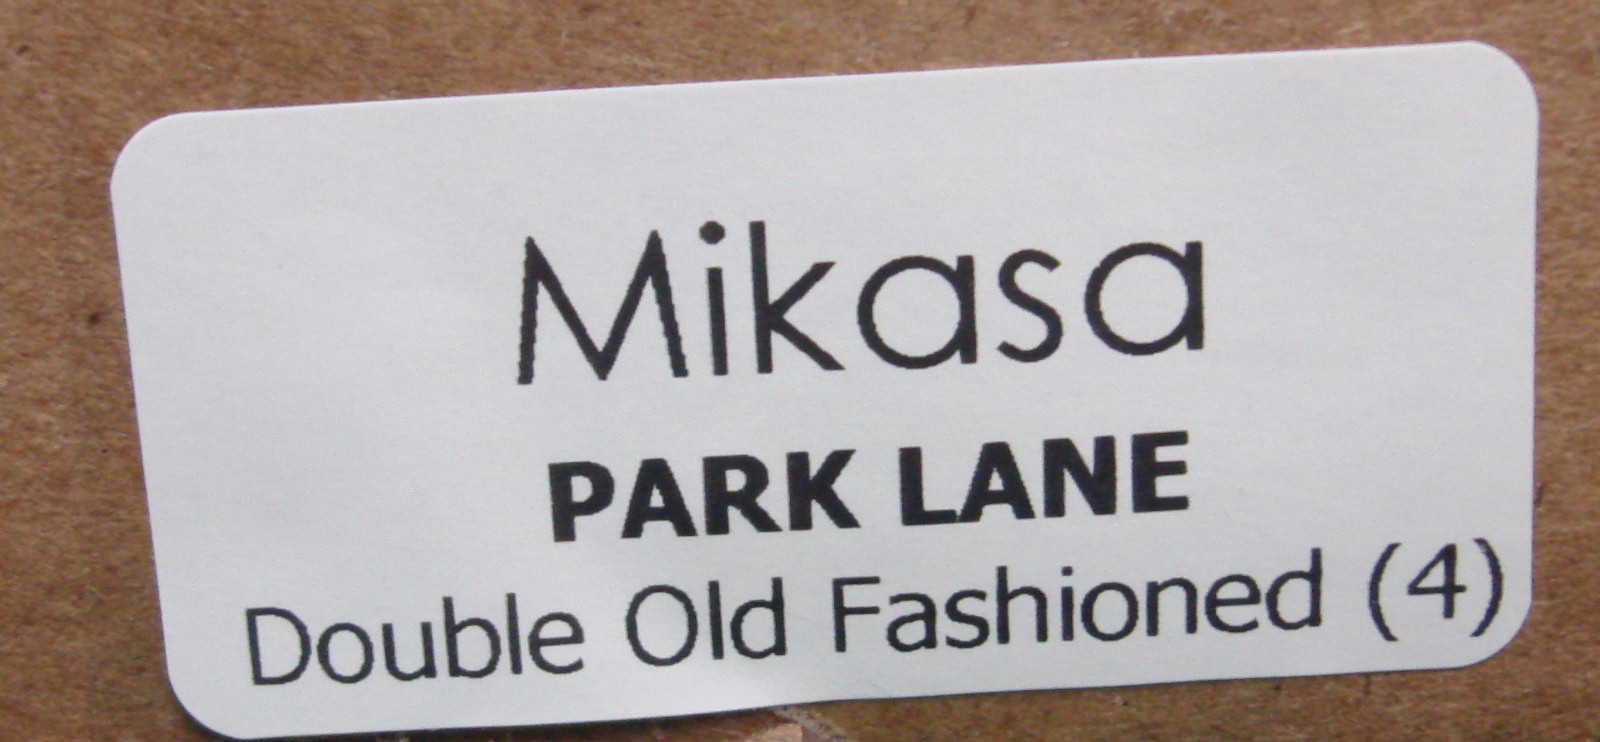 Mikasa
PARK LANE
Double Old Fashioned (4)